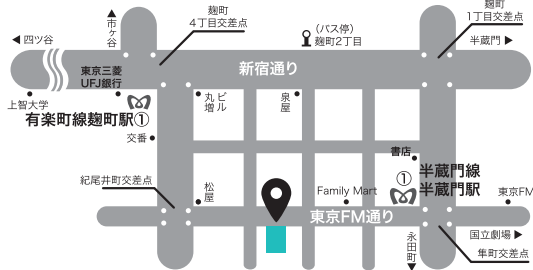 麹町
4丁目交差点
▲市ヶ谷
(バス停)
麹町2丁目
麹町
1丁目交差点
◀ 四ツ谷
半蔵門 ▶
新宿通り
東京三菱
UFJ銀行
上智大学
丸増ビル
泉屋
有楽町線麹町駅①
交番
書店
①
半蔵門線
半蔵門駅
紀尾井町交差点
松屋
Family Mart
東京FM
東京FM通り
永田町▼
国立劇場 ▶
隼町交差点